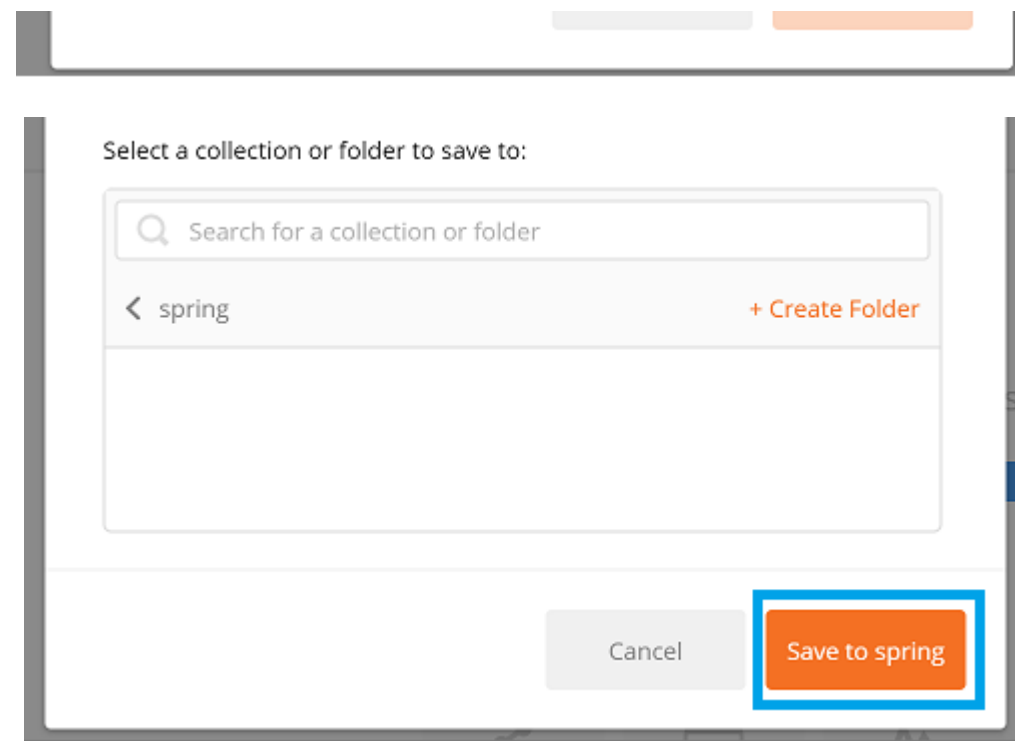 Select a collection or folder to save to:
Search for a collection or folder
spring
+ Create Folder
Cancel
Save to spring